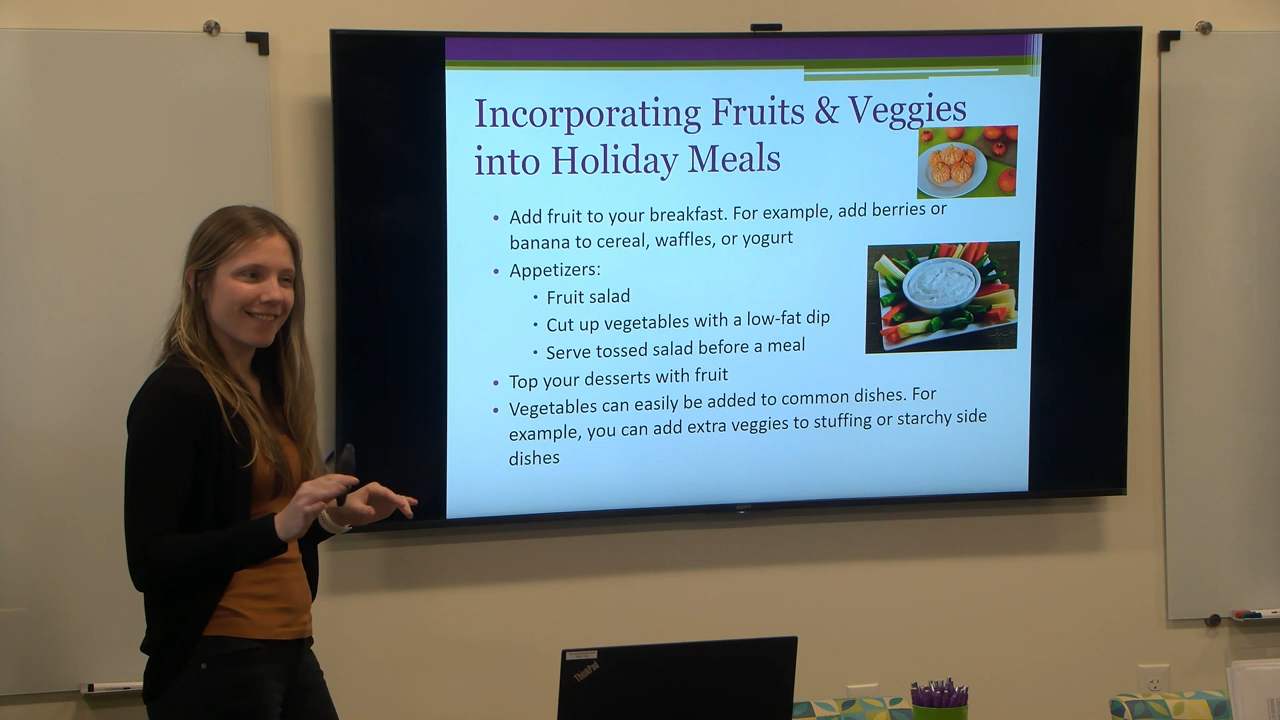 Incorporating Fruits & Veggies
into Holiday Meals
• Add fruit to your breakfast. For example, add berries or
banana to cereal, waffles, or yogurt
• Appetizers:
• Fruit salad
• Cut up vegetables with a low-fat dip
• Serve tossed salad before a meal
• Top your desserts with fruit
• Vegetables can easily be added to common dishes. For
example, you can add extra veggies to stuffing or starchy side
dishes
ThinkPad